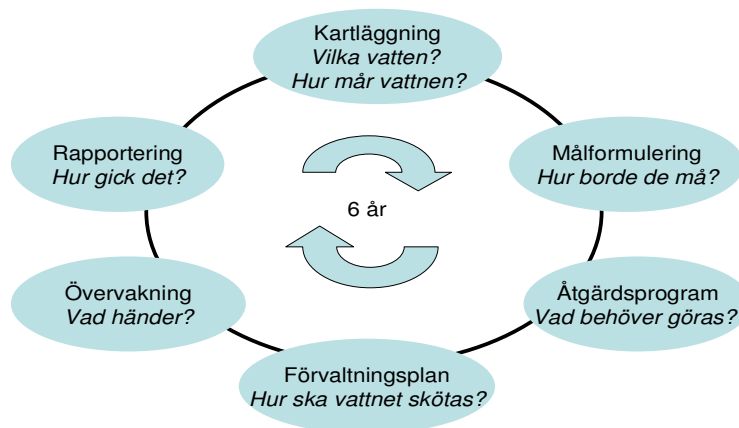 Kartläggning
Vilka vatten?
Hur mår vattnen?
Rapportering
Hur gick det?
Målformulering
Hur borde de må?
6 år
Övervakning
Vad händer?
Åtgärdsprogram
Vad behöver göras?
Förvaltningsplan
Hur ska vattnet skötas?